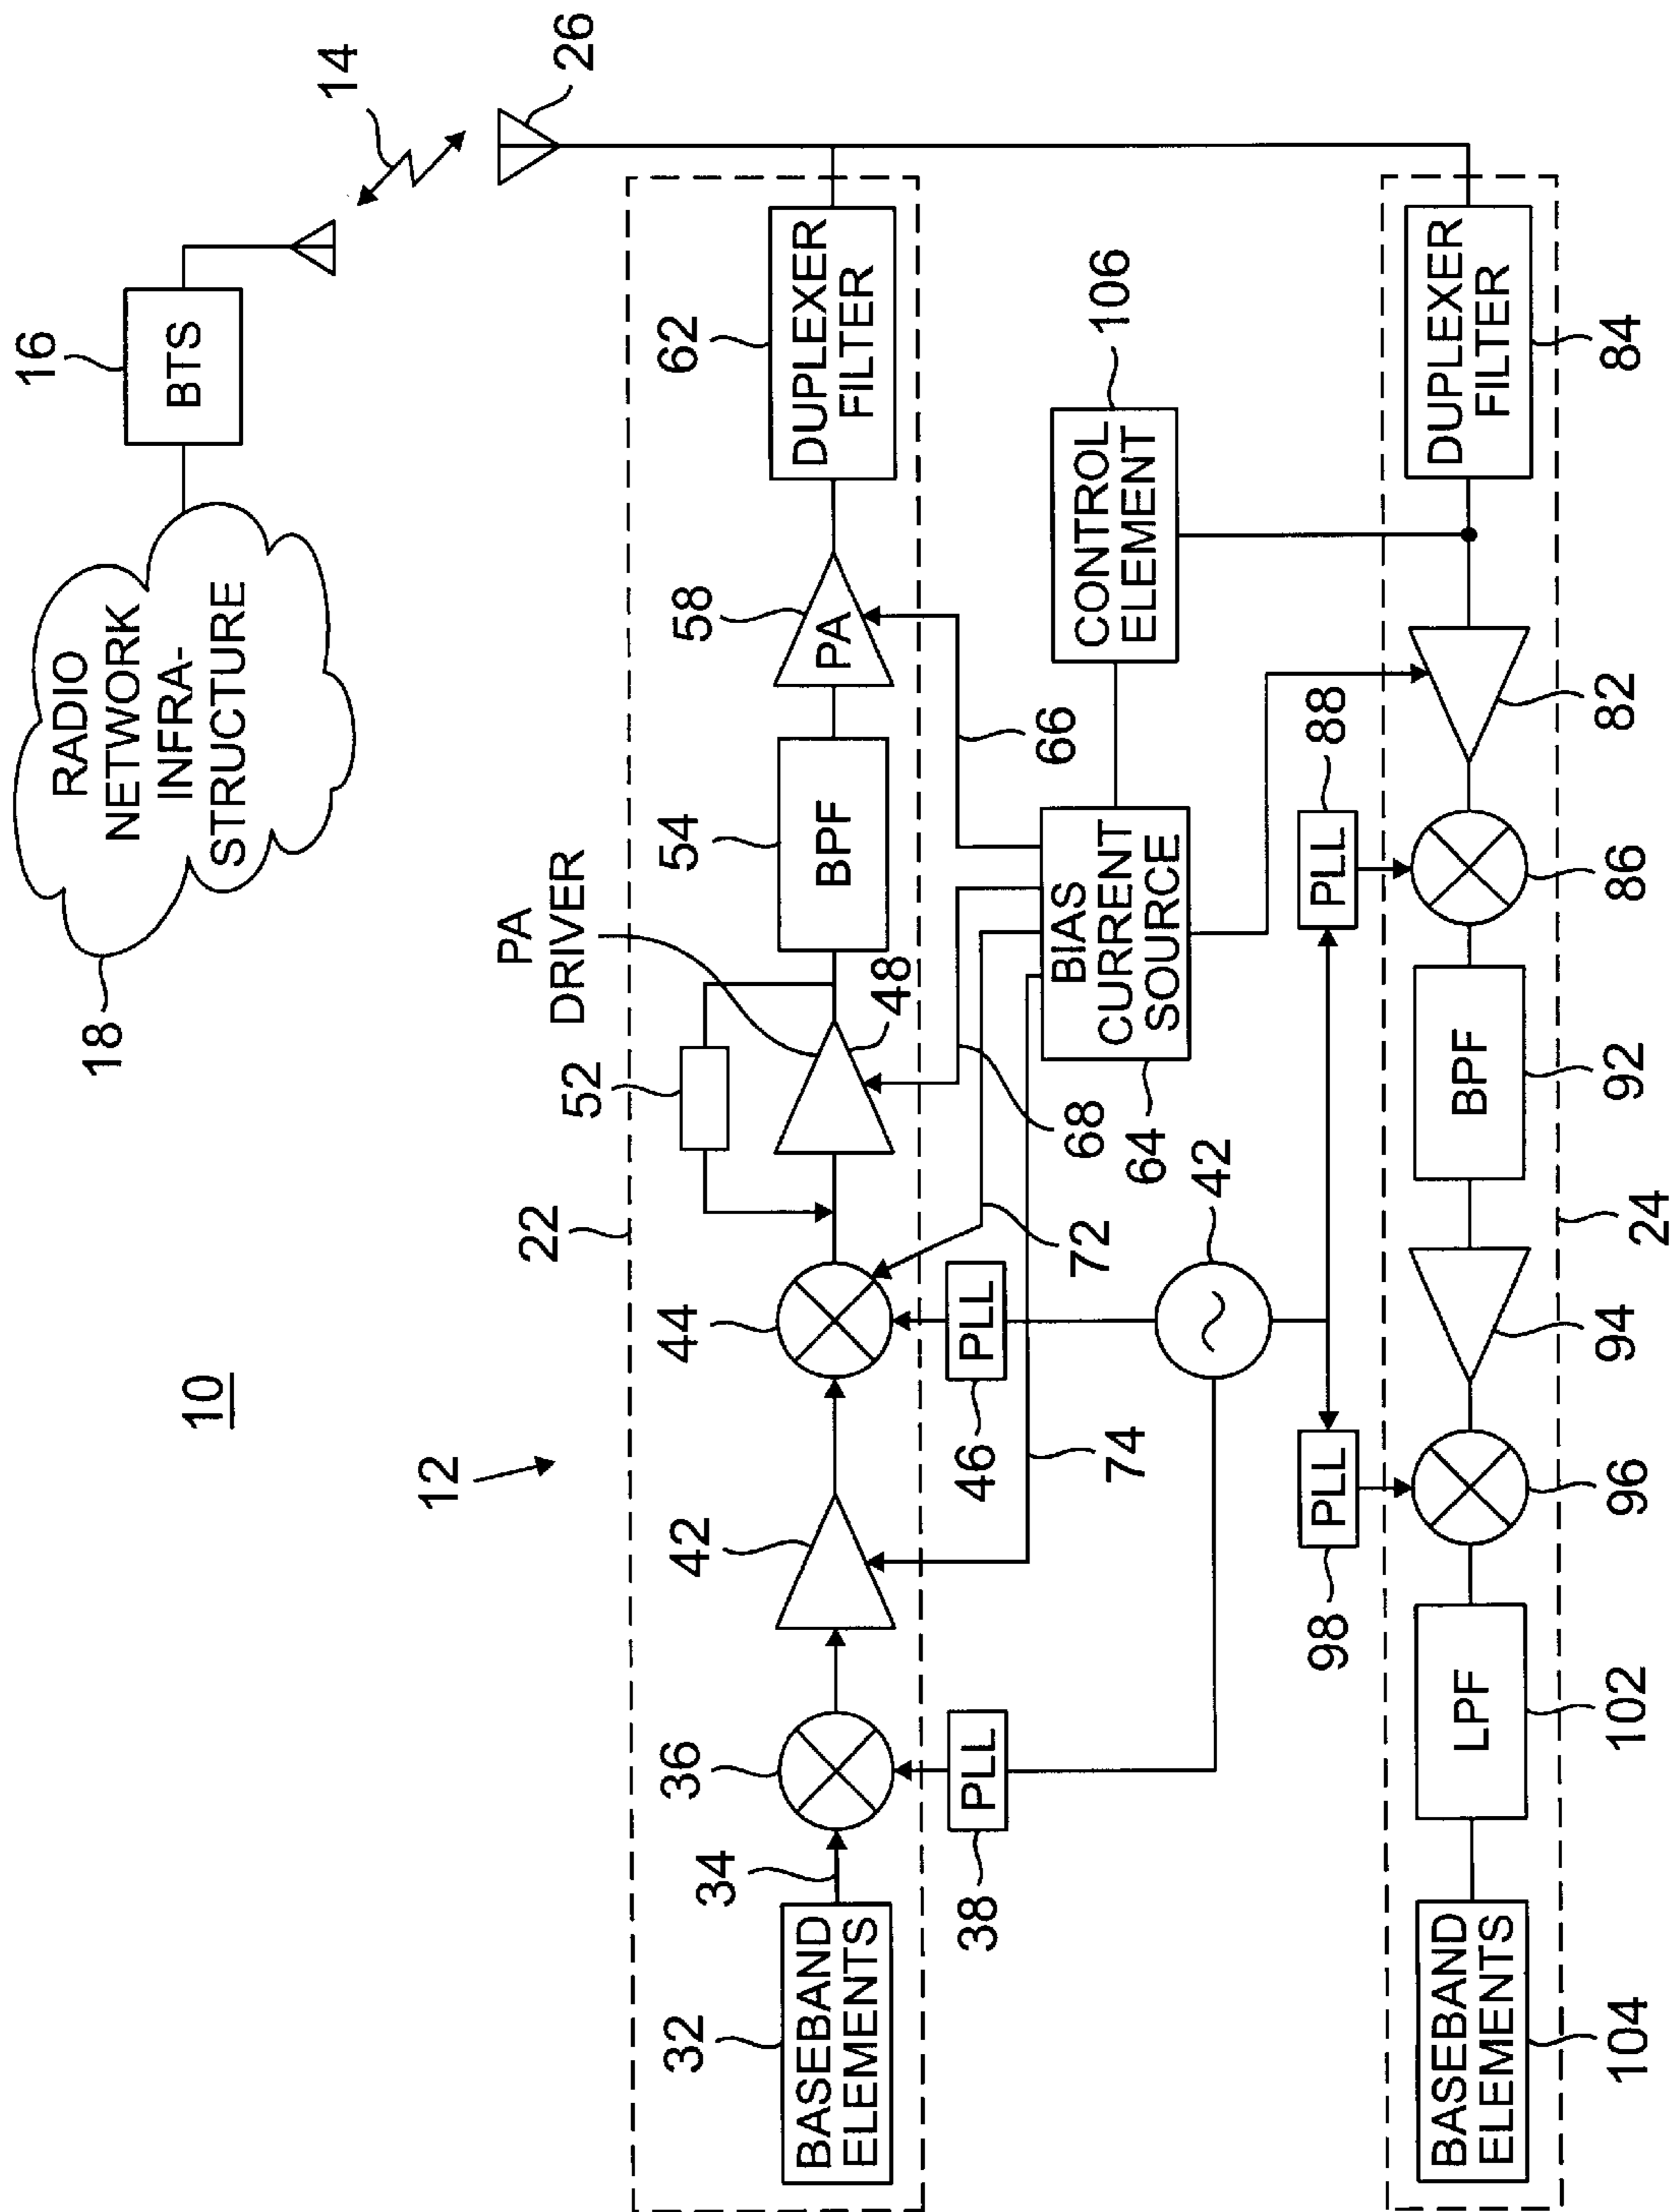 10
RADIO
NETWORK
INFRA-
STRUCTURE
18
BTS
16
14
26
12
22
BASEBAND
ELEMENTS
32
34
36
42
44
52
PA
DRIVER
48
BPF
54
PA
58
DUPLEXER
FILTER
62
PLL
38
PLL
46
74
72
68
66
42
BIAS
CURRENT
SOURCE
64
CONTROL
ELEMENT
106
PLL
98
PLL
88
BASEBAND
ELEMENTS
104
LPF
102
96
94
24
BPF
92
86
82
DUPLEXER
FILTER
84